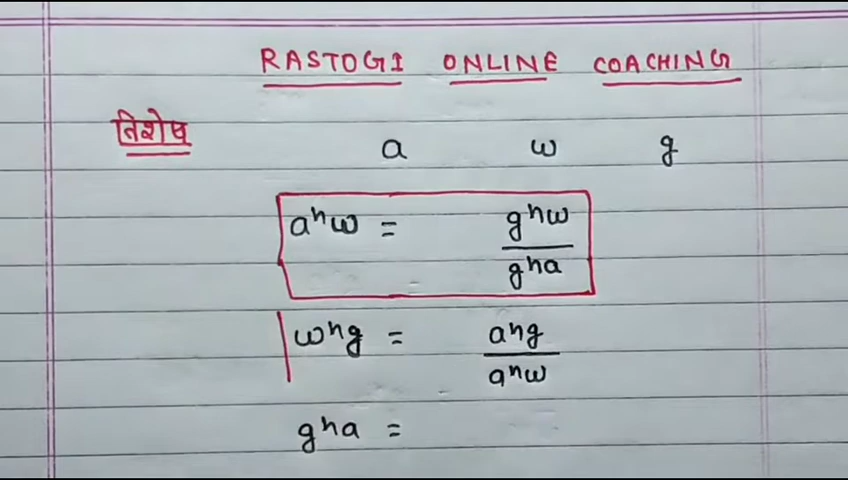 RASTOGI ONLINE COACHING
विशेष
a ω g
aⁿω = gⁿω / gⁿa
ωⁿg = aⁿg / aⁿω
gⁿa =